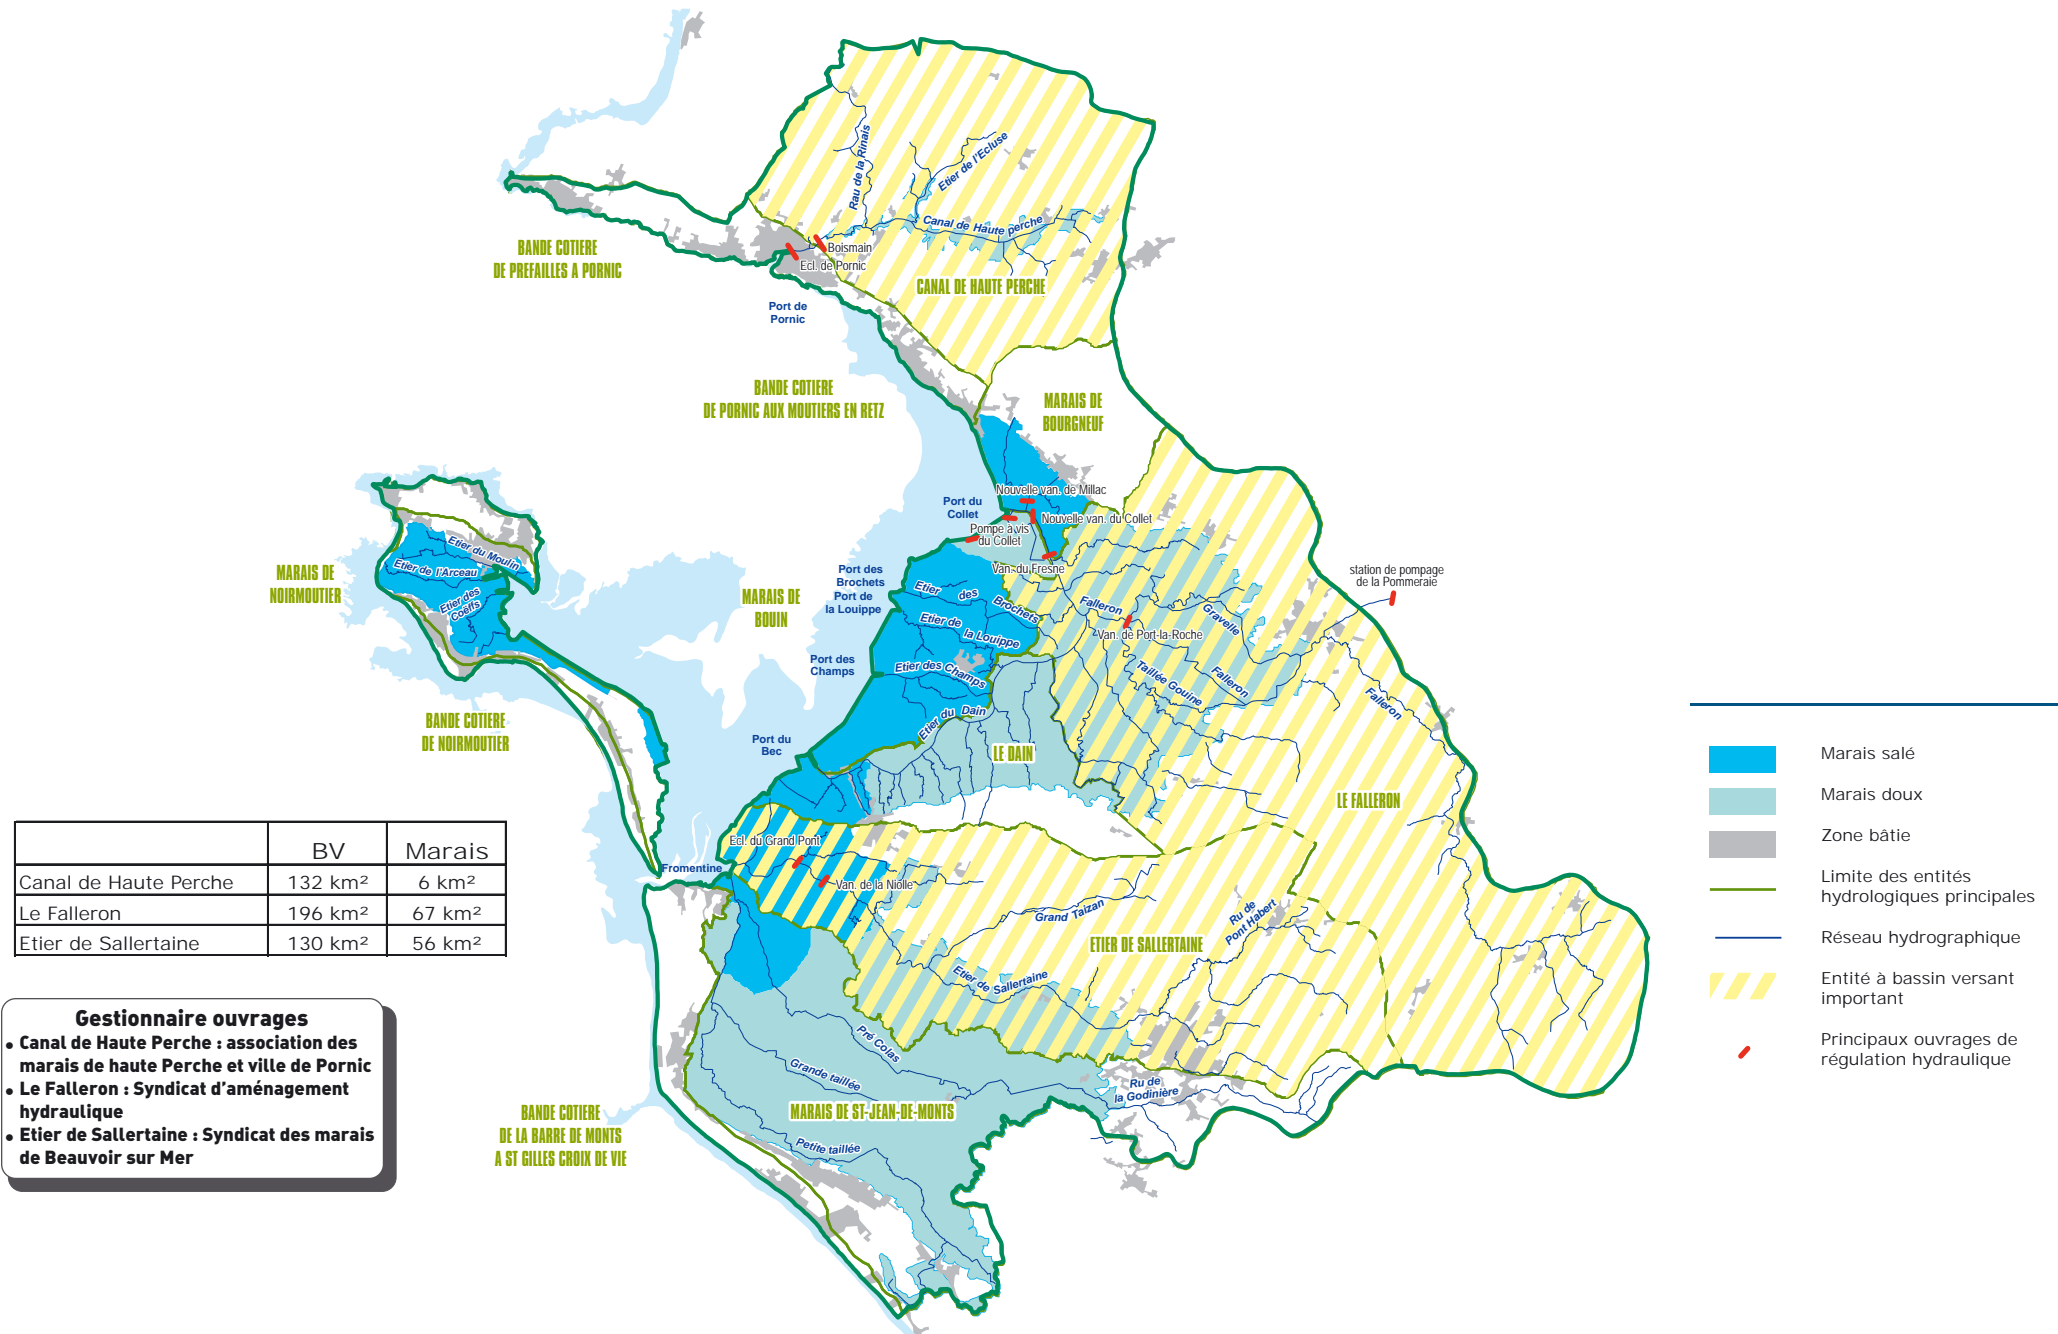 Rau de la Rinais
Etier de l'Ecluse
Canal de Haute perche
Boismain
Ecl. de Pornic
BANDE COTIERE
DE PREFAILLES A PORNIC
CANAL DE HAUTE PERCHE
Port de
Pornic
BANDE COTIERE
DE PORNIC AUX MOUTIERS EN RETZ
MARAIS DE
BOURGNEUF
Nouvelle van. de Millac
Port du
Collet
Nouvelle van. du Collet
Pompe à vis
du Collet
Van. du Fresne
Etier du Moulin
Etier de l'Arceau
Etier des
Coëffs
MARAIS DE
NOIRMOUTIER
Port des
Brochets
Port de
la Louippe
MARAIS DE
BOUIN
Etier des Brochets
Etier de la Louippe
Etier des Champs
Port des
Champs
Etier du Dain
Falleron
Van. de Port-la-Roche
Gravelle
Taillée Gouine
Falleron
Falleron
station de pompage
de la Pommeraie
BANDE COTIERE
DE NOIRMOUTIER
Port du
Bec
LE DAIN
LE FALLERON
Ecl. du Grand Pont
Fromentine
Van. de la Niolle
Grand Taizan
Ru de
Pont Habert
ETIER DE SALLERTAINE
Etier de Sallertaine
Pré Colas
Grande taillée
Ru de
la Godinière
MARAIS DE ST-JEAN-DE-MONTS
Petite taillée
BANDE COTIERE
DE LA BARRE DE MONTS
A ST GILLES CROIX DE VIE
BV Marais
Canal de Haute Perche 132 km² 6 km²
Le Falleron 196 km² 67 km²
Etier de Sallertaine 130 km² 56 km²
Gestionnaire ouvrages
• Canal de Haute Perche : association des
marais de haute Perche et ville de Pornic
• Le Falleron : Syndicat d'aménagement
hydraulique
• Etier de Sallertaine : Syndicat des marais
de Beauvoir sur Mer
Marais salé
Marais doux
Zone bâtie
Limite des entités
hydrologiques principales
Réseau hydrographique
Entité à bassin versant
important
Principaux ouvrages de
régulation hydraulique